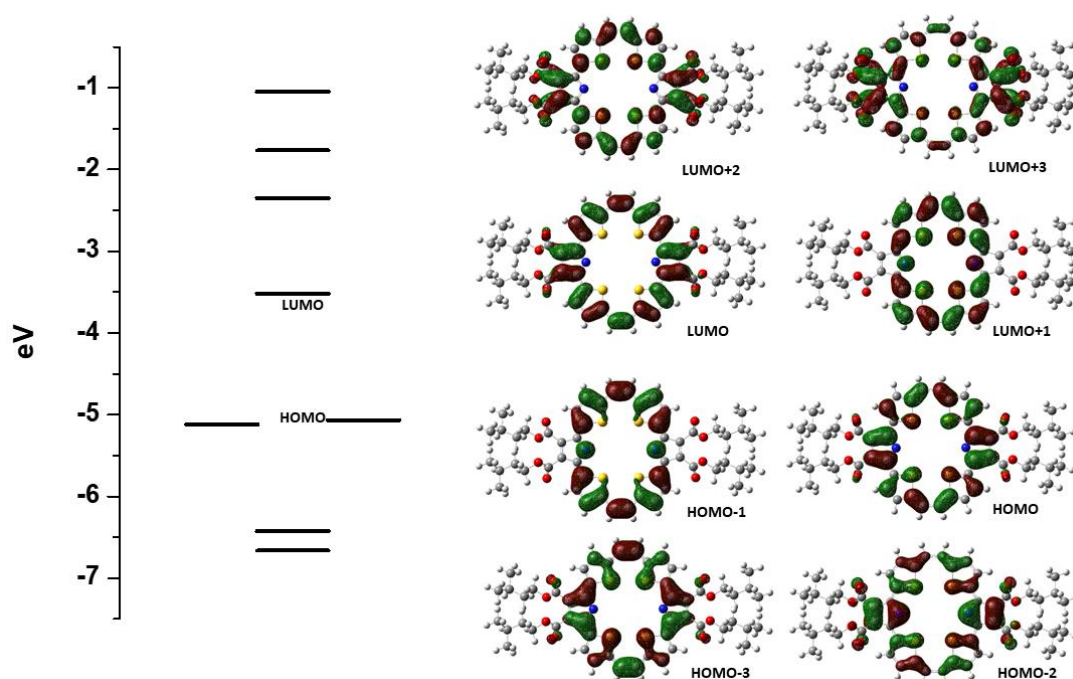 -1
-2
-3
-4
-5
-6
-7
eV
LUMO
HOMO
LUMO+2
LUMO+3
LUMO
LUMO+1
HOMO-1
HOMO
HOMO-3
HOMO-2